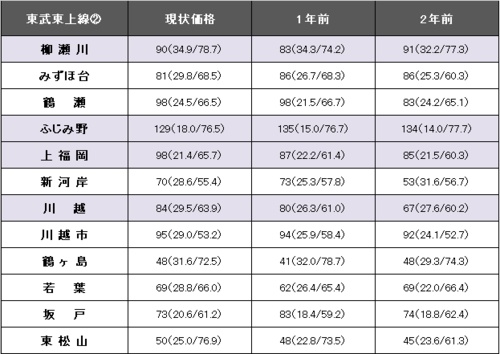 東武東上線② 現状価格 1年前 2年前
柳瀬川 90(34.9/78.7) 83(34.3/74.2) 91(32.2/77.3)
みずほ台 81(29.8/68.5) 86(26.7/68.3) 86(25.3/60.3)
鶴瀬 98(24.5/66.5) 98(21.5/66.7) 83(24.2/65.1)
ふじみ野 129(18.0/76.5) 135(15.0/76.7) 134(14.0/77.7)
上福岡 98(21.4/65.7) 87(22.2/61.4) 85(21.5/60.3)
新河岸 70(28.6/55.4) 73(25.3/57.8) 53(31.6/56.7)
川越 84(29.5/63.9) 80(26.3/61.0) 67(27.6/60.2)
川越市 95(29.0/53.2) 94(25.9/58.4) 92(24.1/52.7)
鶴ヶ島 48(31.6/72.5) 41(32.0/78.7) 48(29.3/74.3)
若葉 69(28.8/66.0) 62(26.4/65.4) 69(22.0/66.4)
坂戸 73(20.6/61.2) 83(18.4/59.2) 74(18.8/62.4)
東松山 50(25.0/76.9) 48(22.8/73.5) 45(23.6/61.3)